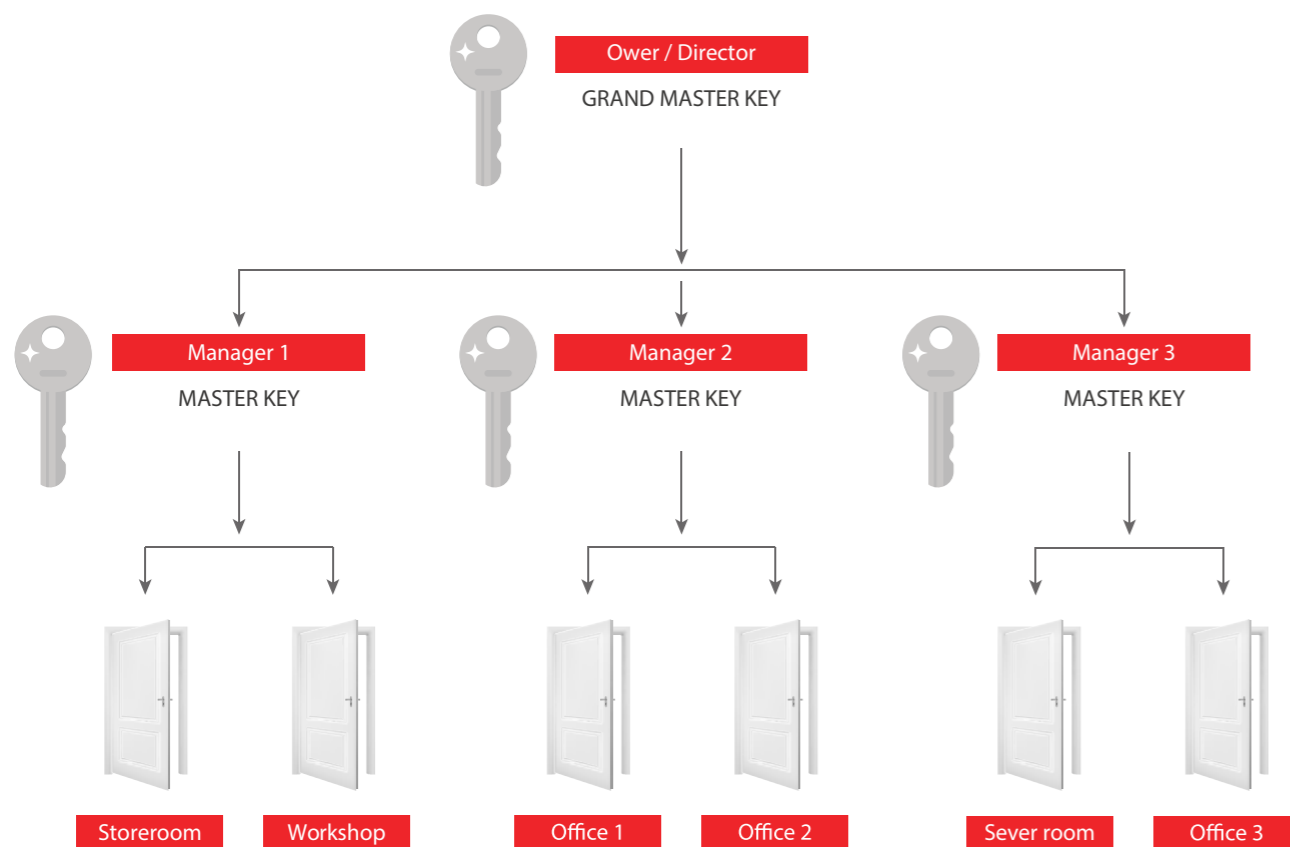 Ower / Director
GRAND MASTER KEY
Manager 1
Manager 2
Manager 3
MASTER KEY
MASTER KEY
MASTER KEY
Storeroom
Workshop
Office 1
Office 2
Sever room
Office 3